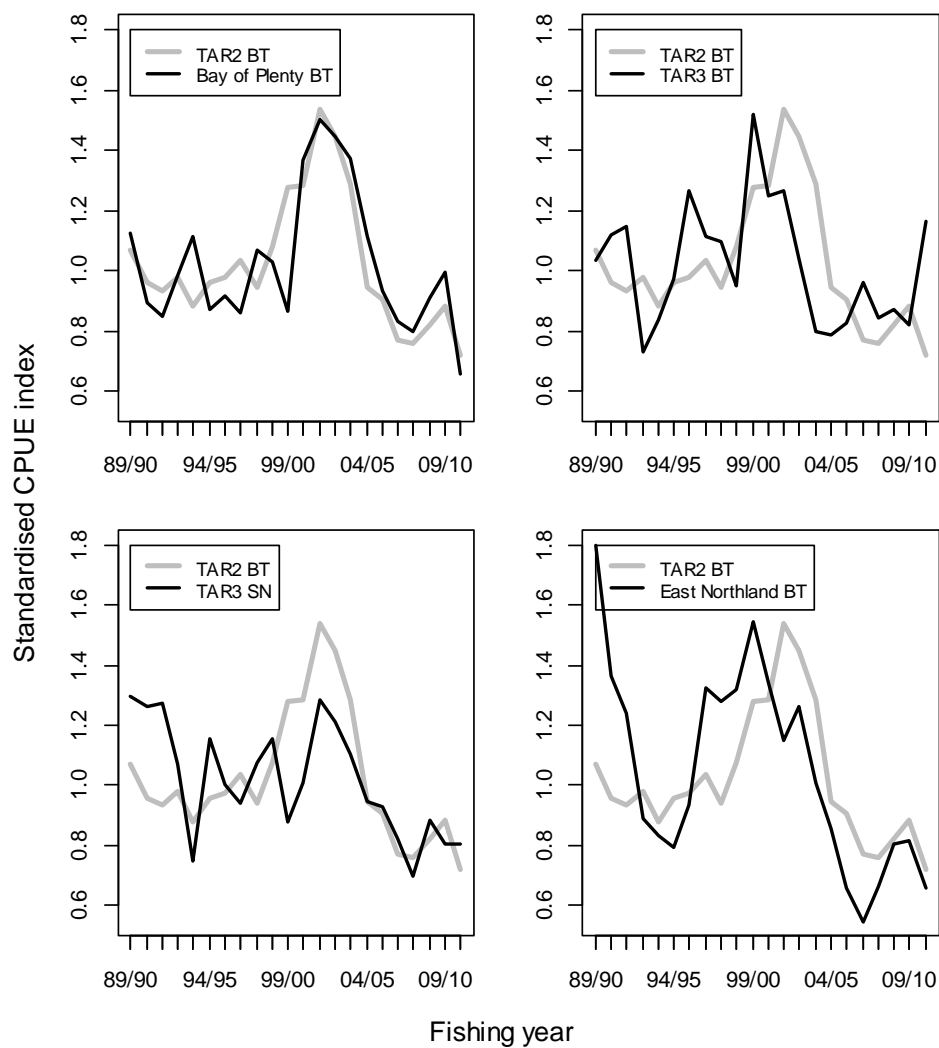 TAR2 BT
Bay of Plenty BT
0.6 0.8 1.0 1.2 1.4 1.6 1.8
89/90 94/95 99/00 04/05 09/10
TAR2 BT
TAR3 BT
0.6 0.8 1.0 1.2 1.4 1.6 1.8
89/90 94/95 99/00 04/05 09/10
Standardised CPUE index
TAR2 BT
TAR3 SN
0.6 0.8 1.0 1.2 1.4 1.6 1.8
89/90 94/95 99/00 04/05 09/10
TAR2 BT
East Northland BT
0.6 0.8 1.0 1.2 1.4 1.6 1.8
89/90 94/95 99/00 04/05 09/10
Fishing year